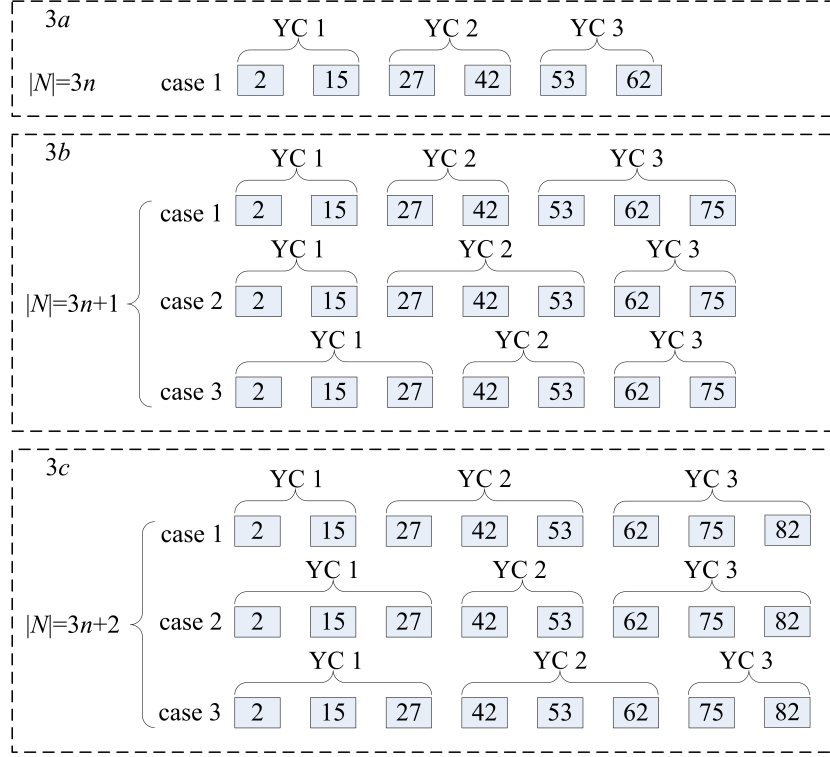 3a
YC 1 YC 2 YC 3
|N|=3n case 1 2 15 27 42 53 62
3b
YC 1 YC 2 YC 3
case 1 2 15 27 42 53 62 75
YC 1 YC 2 YC 3
|N|=3n+1 case 2 2 15 27 42 53 62 75
YC 1 YC 2 YC 3
case 3 2 15 27 42 53 62 75
3c
YC 1 YC 2 YC 3
case 1 2 15 27 42 53 62 75 82
YC 1 YC 2 YC 3
|N|=3n+2 case 2 2 15 27 42 53 62 75 82
YC 1 YC 2 YC 3
case 3 2 15 27 42 53 62 75 82